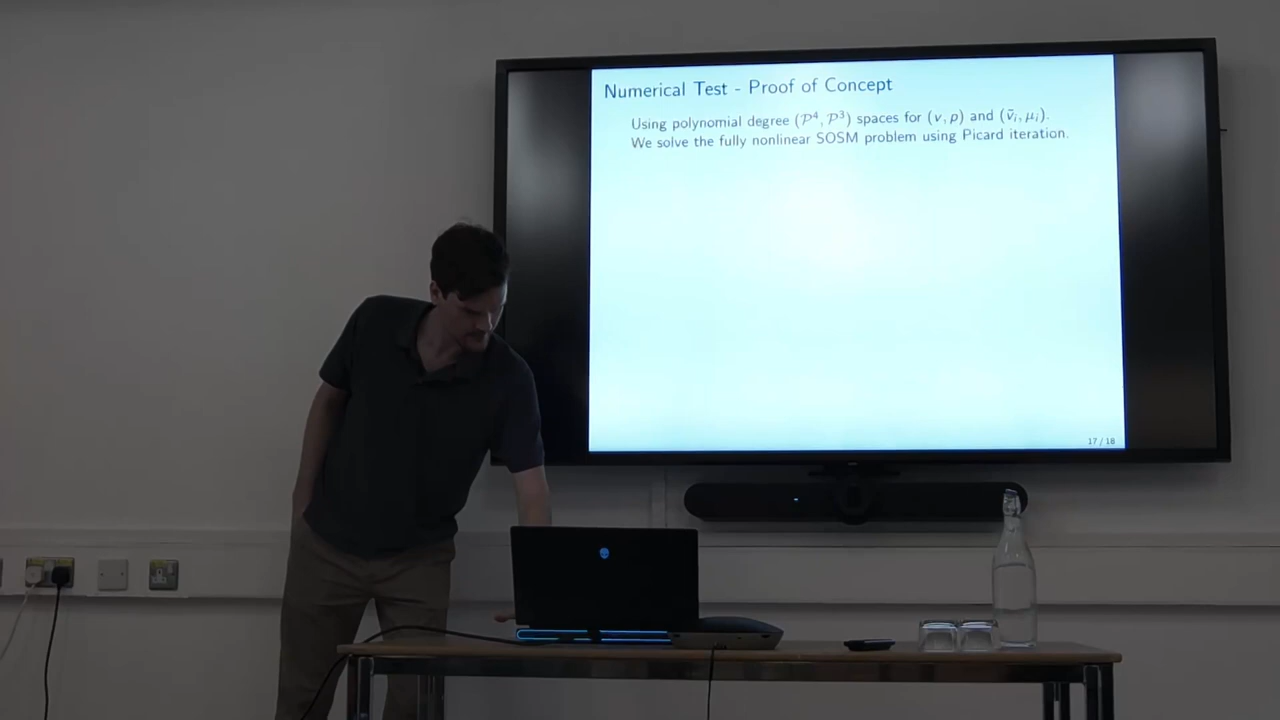 Numerical Test - Proof of Concept
Using polynomial degree (𝒫⁴, 𝒫³) spaces for (v, p) and (v̄ᵢ, μᵢ).
We solve the fully nonlinear SOSM problem using Picard iteration.
17 / 18